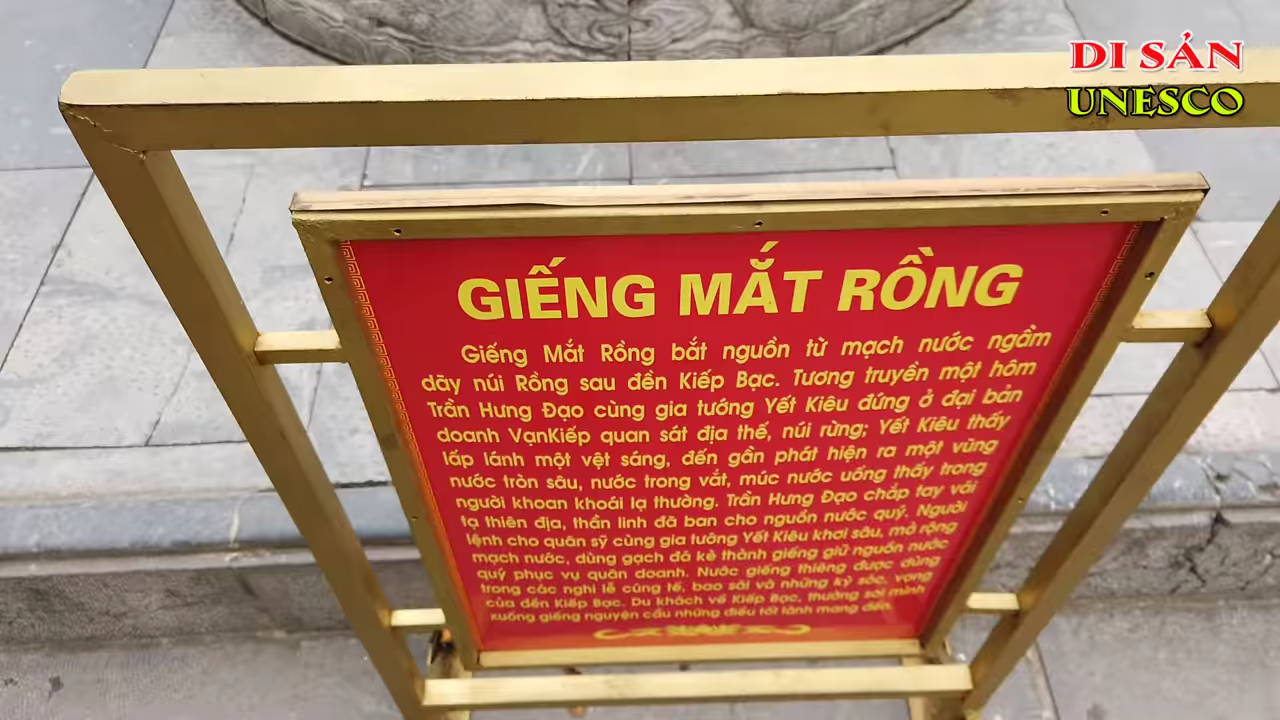 DI SẢN
UNESCO
GIẾNG MẮT RỒNG
Giếng Mắt Rồng bắt nguồn từ mạch nước ngầm
dãy núi Rồng sau đền Kiếp Bạc. Tương truyền một hôm
Trần Hưng Đạo cùng gia tướng Yết Kiêu đứng ở đại bản
doanh VạnKiếp quan sát địa thế, núi rừng; Yết Kiêu thấy
lấp lánh một vệt sáng, đến gần phát hiện ra một vũng
nước tròn sâu, nước trong vắt, múc nước uống thấy trong
người khoan khoái lạ thường. Trần Hưng Đạo chắp tay vái
tạ thiên địa, thần linh đã ban cho nguồn nước quý. Người
lệnh cho quân sỹ cùng gia tướng Yết Kiêu khơi sâu, mở rộng
mạch nước, dùng gạch đá kè thành giếng giữ nguồn nước
quý phục vụ quân doanh. Nước giếng thiêng được dùng
trong các nghi lễ cúng tế, bao sái và những kỳ sóc, vọng
của đền Kiếp Bạc. Du khách về Kiếp Bạc, thường soi mình
xuống giếng nguyện cầu những điều tốt lành mang đến.